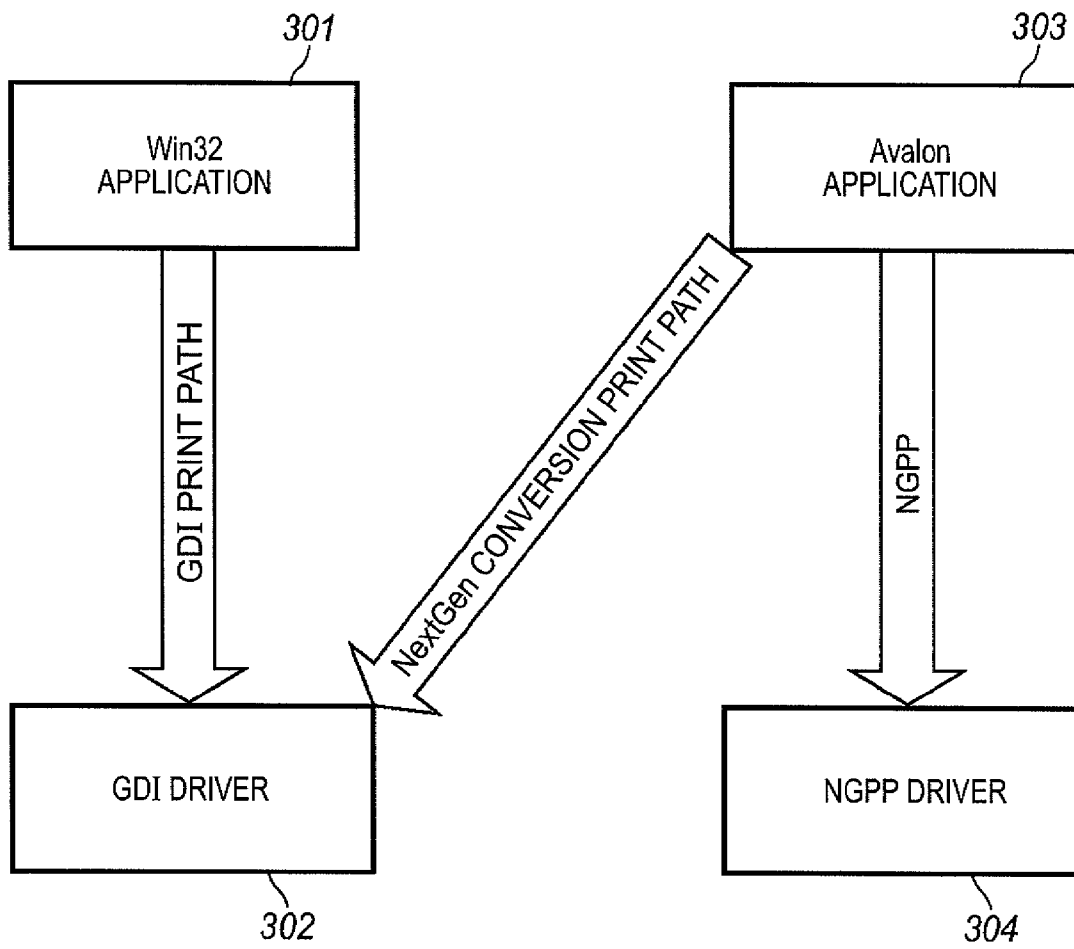 301
303
Win32
APPLICATION
Avalon
APPLICATION
GDI PRINT PATH
NextGen CONVERSION PRINT PATH
NGPP
GDI DRIVER
NGPP DRIVER
302
304